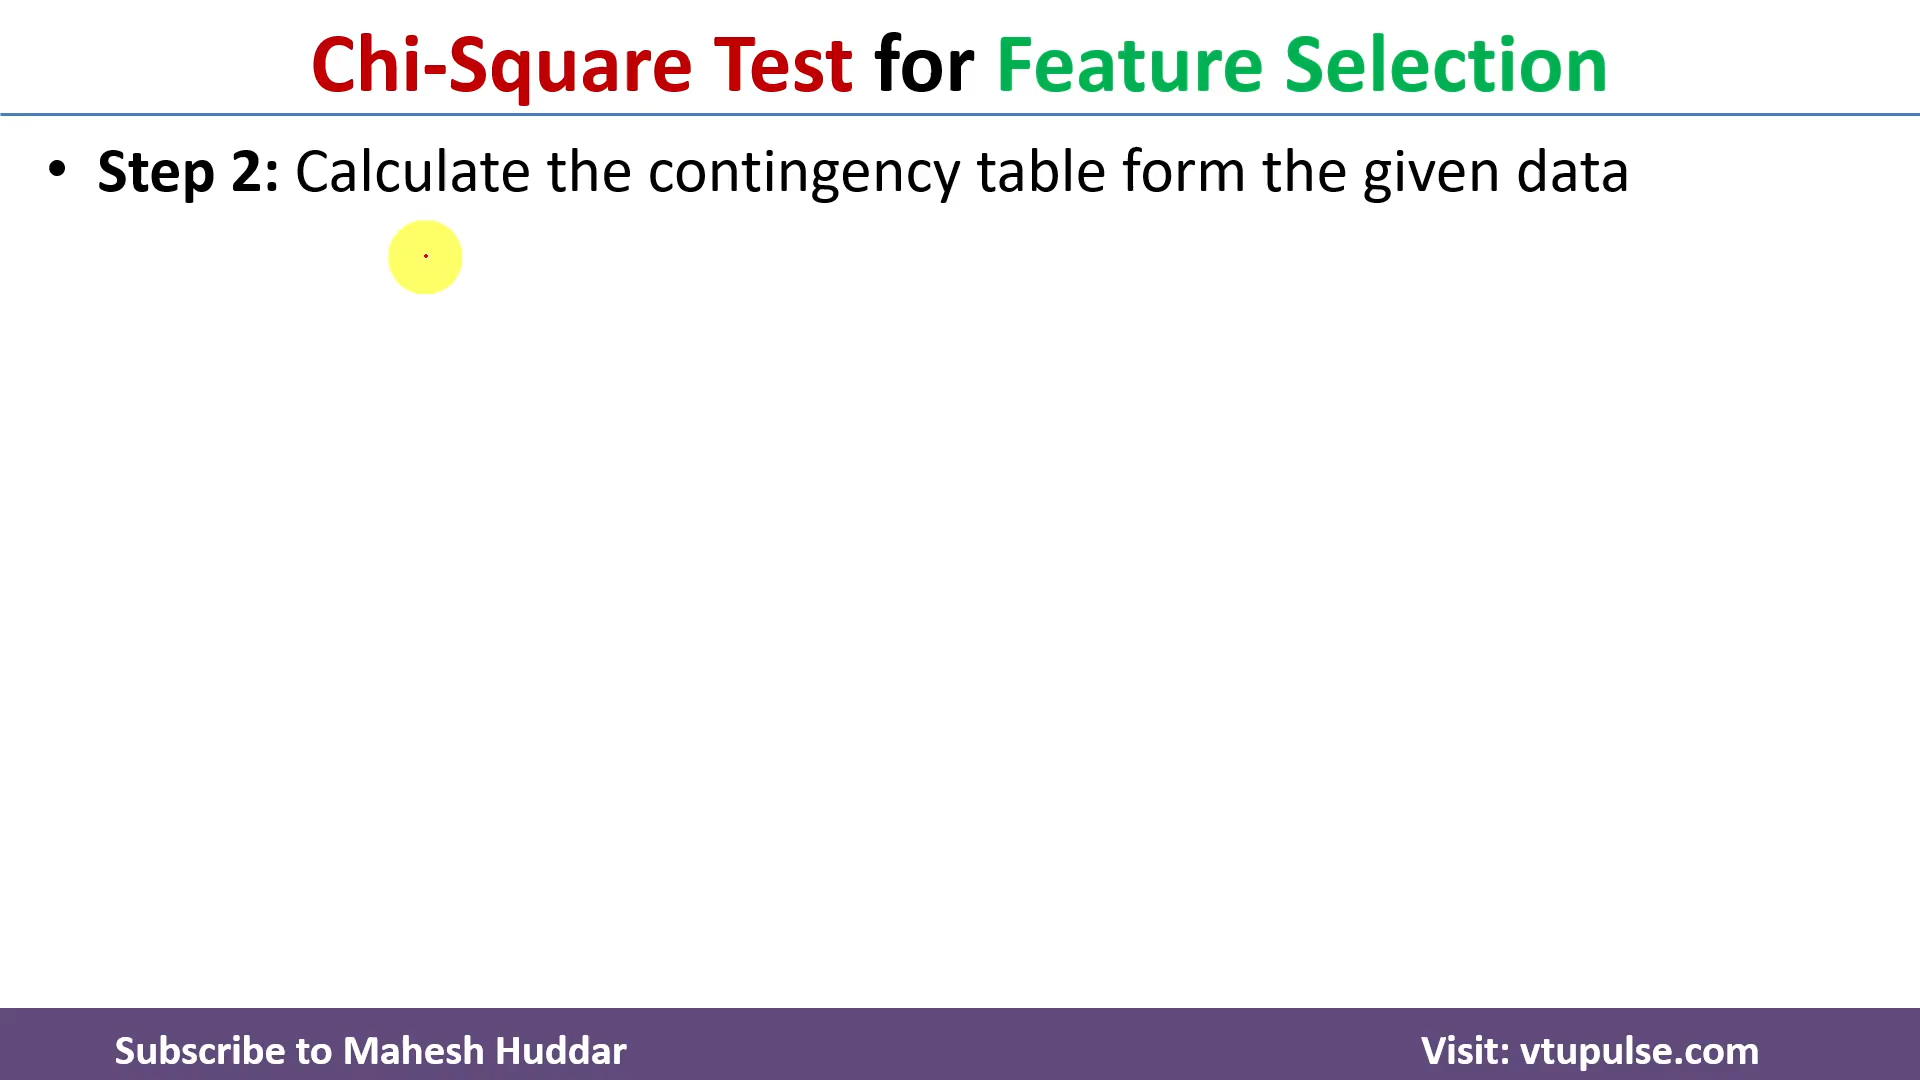 Chi-Square Test for Feature Selection
• Step 2: Calculate the contingency table form the given data
Subscribe to Mahesh Huddar
Visit: vtupulse.com